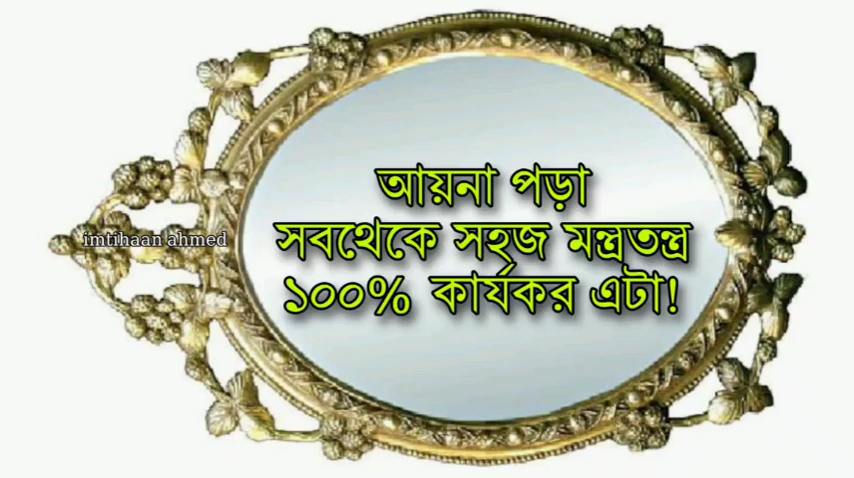 আয়না পড়া
imtihaan ahmed
সবথেকে সহজ মন্ত্রতন্ত্র
১০০% কার্যকর এটা!